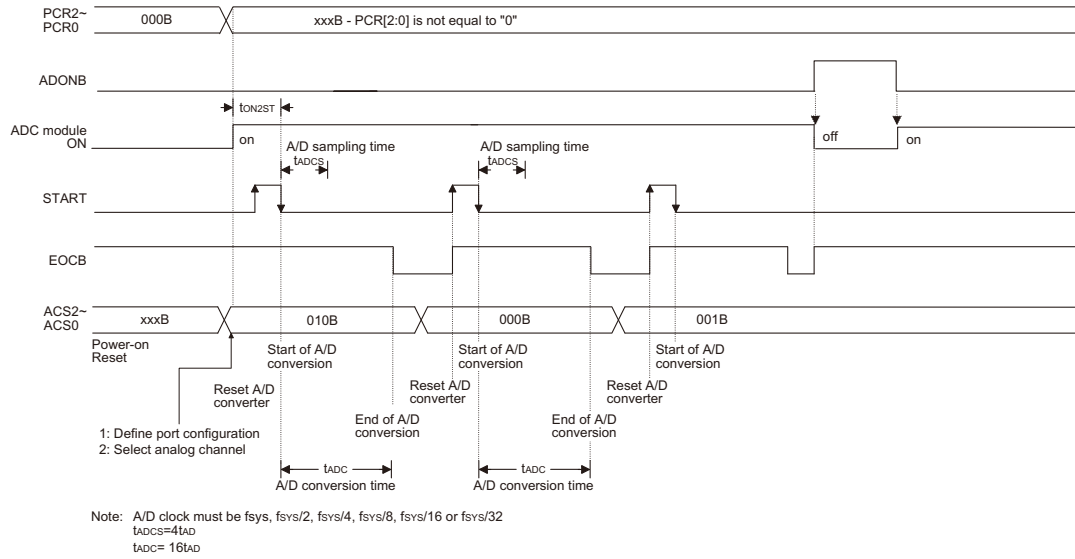 PCR2~
PCR0
000B
xxxB - PCR[2:0] is not equal to "0"
ADONB
tON2ST
ADC module
ON
on
off
on
A/D sampling time
tADCS
A/D sampling time
tADCS
START
EOCB
ACS2~
ACS0
xxxB
010B
000B
001B
Power-on
Reset
Start of A/D
conversion
Start of A/D
conversion
Start of A/D
conversion
Reset A/D
converter
Reset A/D
converter
Reset A/D
converter
End of A/D
conversion
End of A/D
conversion
1: Define port configuration
2: Select analog channel
tADC
A/D conversion time
tADC
A/D conversion time
Note: A/D clock must be fsys, fSYS/2, fSYS/4, fSYS/8, fSYS/16 or fSYS/32
tADCS=4tAD
tADC= 16tAD